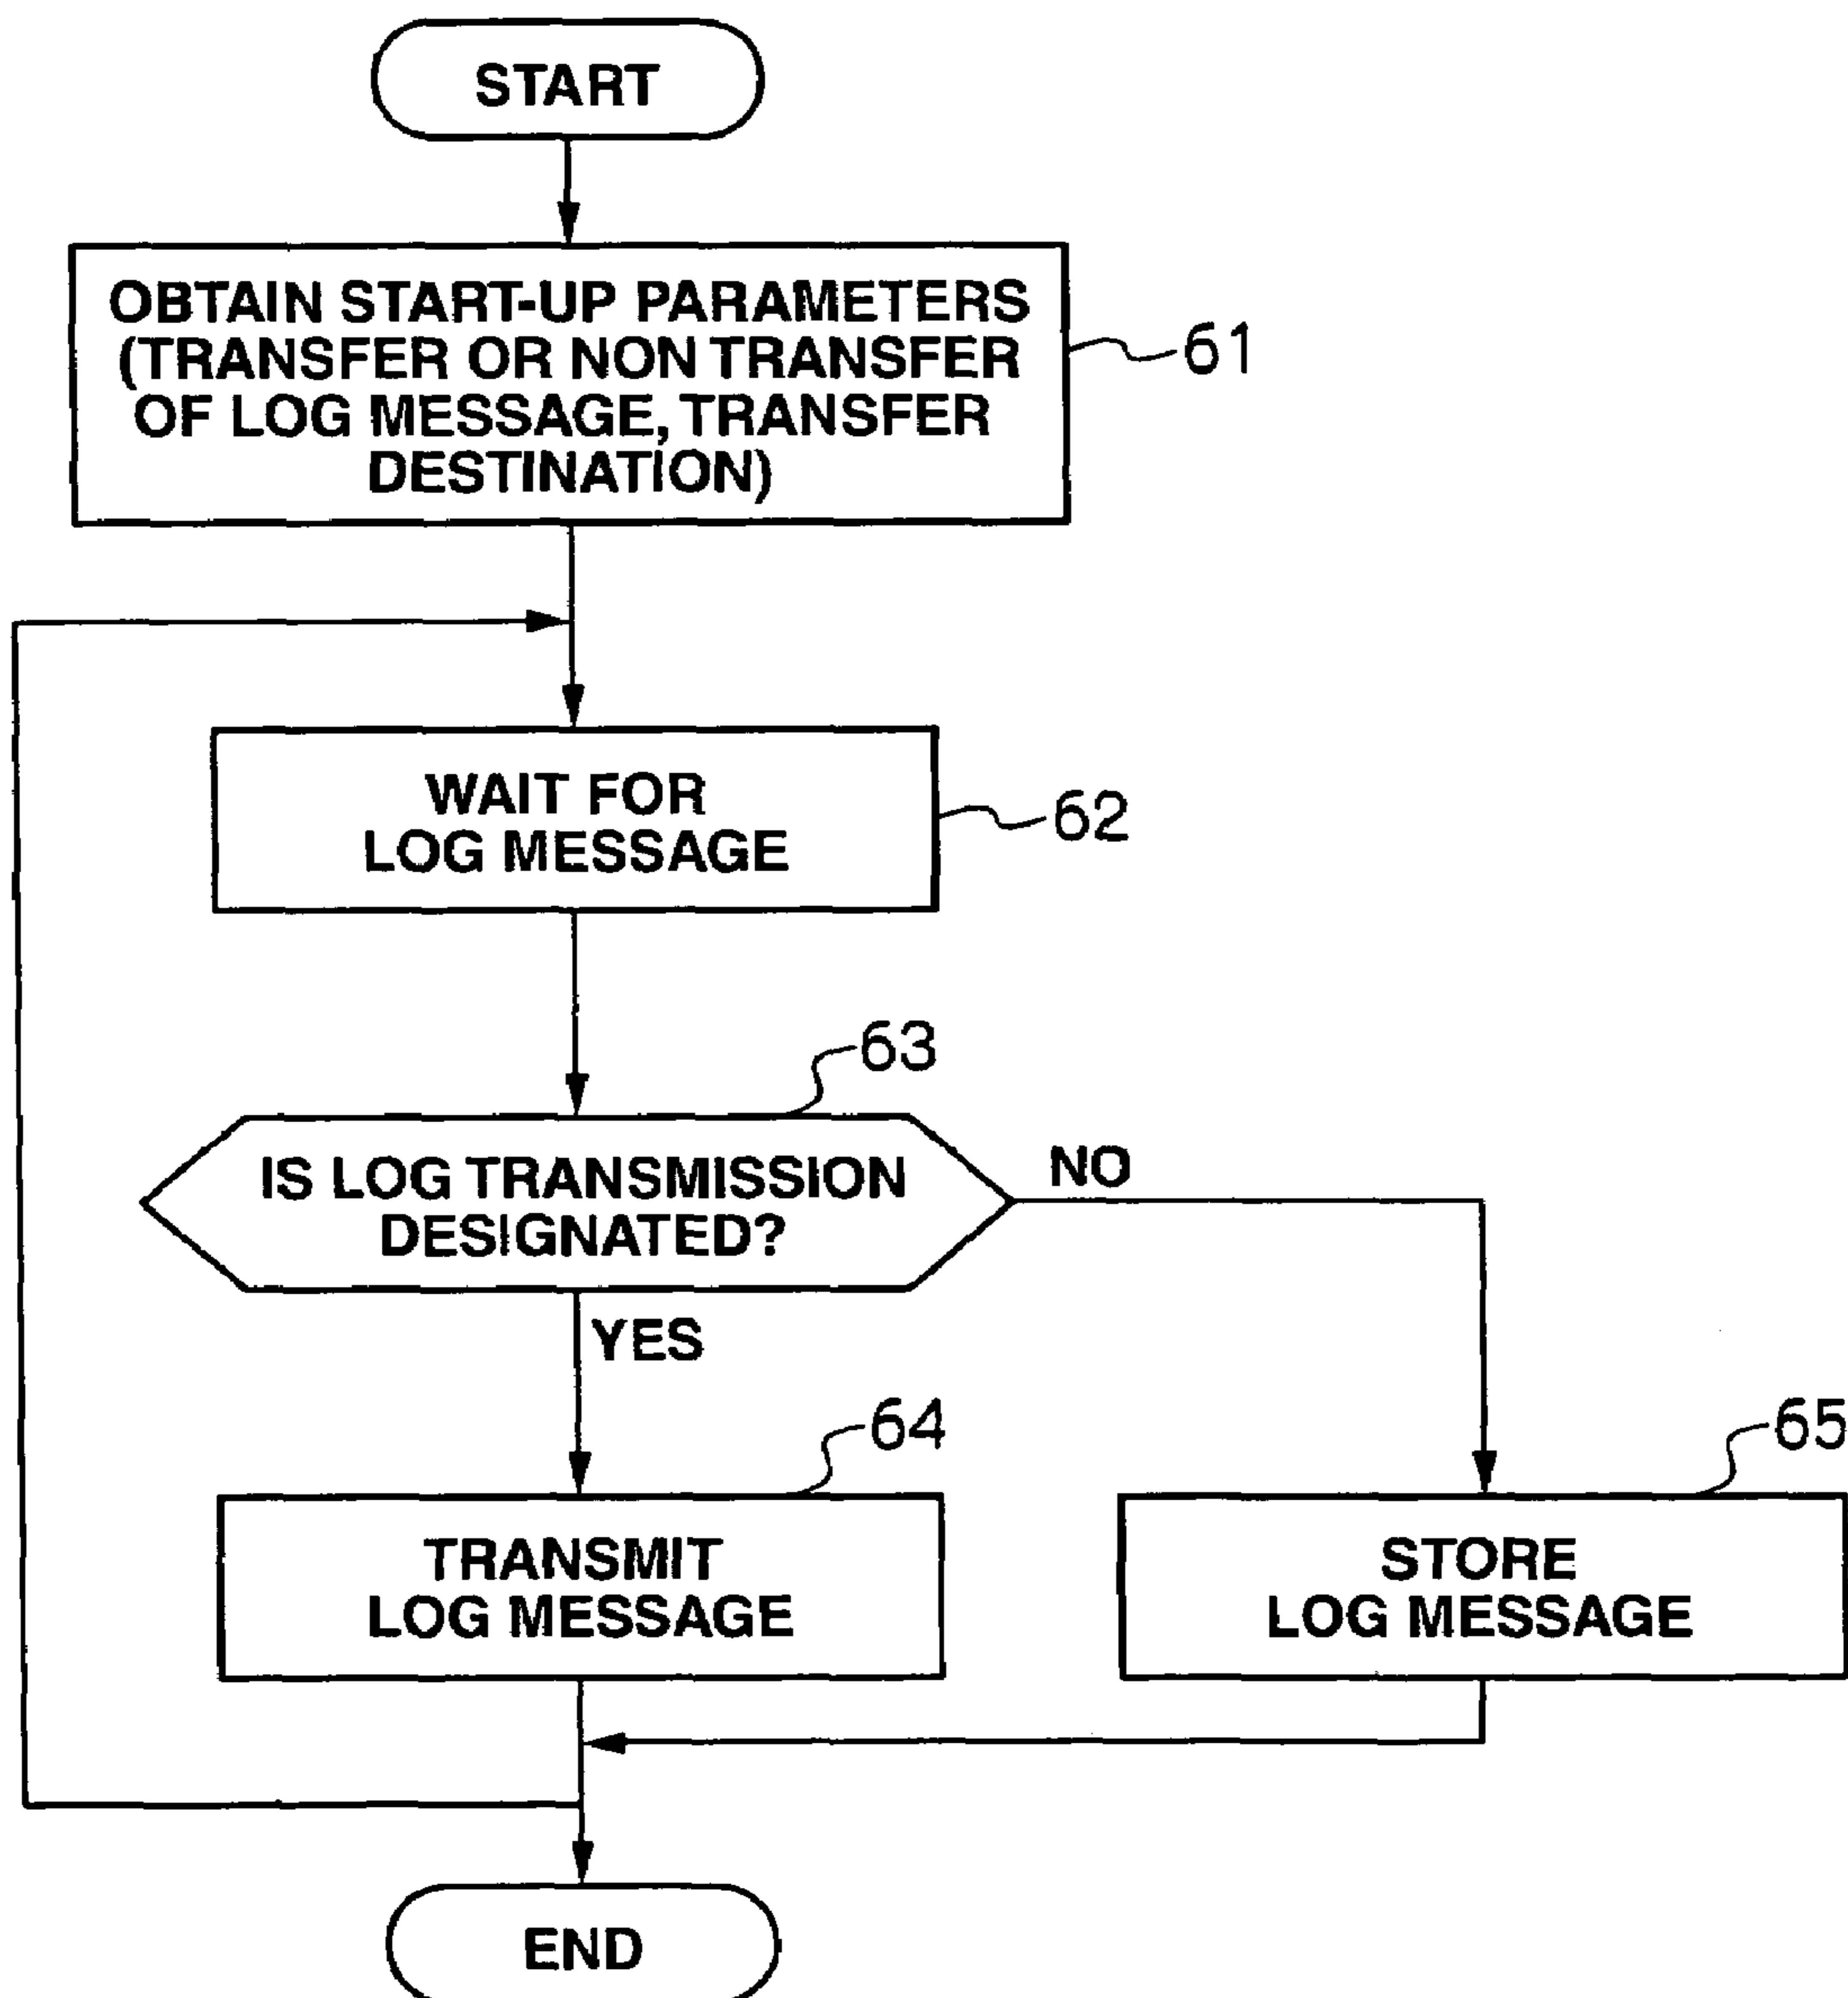 START
OBTAIN START-UP PARAMETERS
(TRANSFER OR NON TRANSFER
OF LOG MESSAGE, TRANSFER
DESTINATION)
61
WAIT FOR
LOG MESSAGE
62
63
IS LOG TRANSMISSION
DESIGNATED?
NO
YES
64
TRANSMIT
LOG MESSAGE
65
STORE
LOG MESSAGE
END